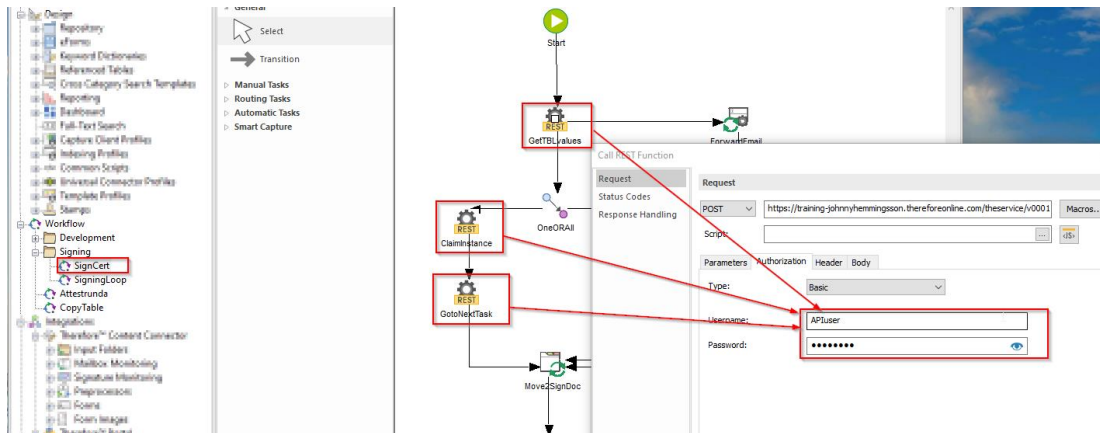 Design
Repository
eForms
Keyword Dictionaries
Referenced Tables
Cross Category Search Templates
Reporting
Dashboard
Full-Text Search
Capture Client Profiles
Indexing Profiles
Common Scripts
Universal Connector Profiles
Template Profiles
Stamps
Workflow
Development
Signing
SignCert
SigningLoop
Attestrunda
CopyTable
Integrations
Therefore™ Content Connector
Input Folders
Mailbox Monitoring
Signature Monitoring
Preprocessors
Forms
Form Images
Therefore™ Portal
General
Select
Transition
Manual Tasks
Routing Tasks
Automatic Tasks
Smart Capture
Start
REST
GetTBLvalues
ForwardEmail
OneORAll
REST
ClaimInstance
REST
GotoNextTask
Move2SignDoc
Call REST Function
Request
Status Codes
Response Handling
Request
POST
https://training-johnnyhemmingsson.thereforeonline.com/theservice/v0001
Macros...
Script:
...
Parameters Authorization Header Body
Type:
Basic
Username:
APIuser
Password: